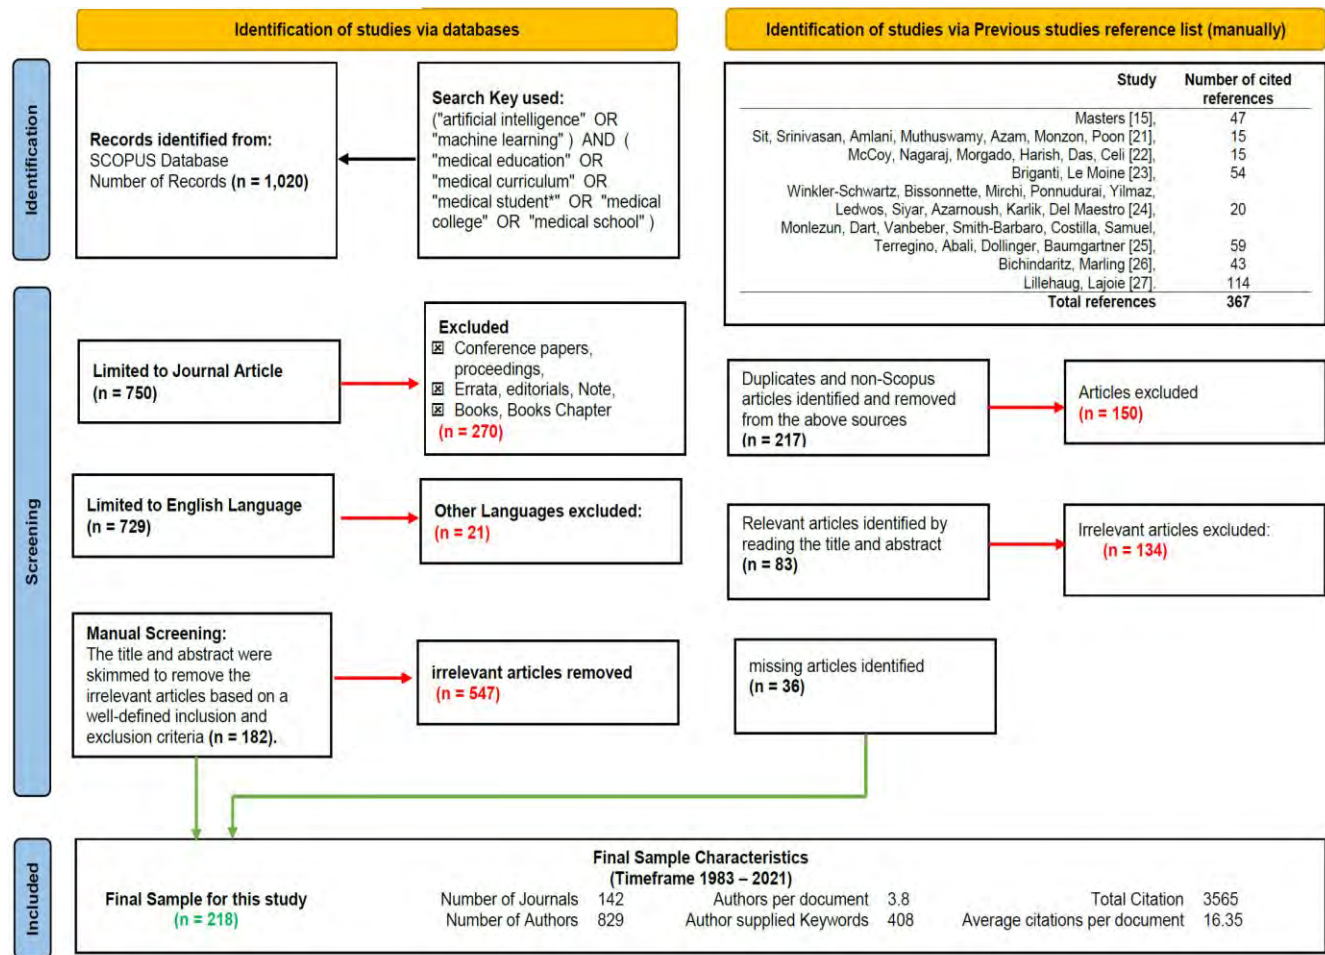 Identification of studies via databases
Identification of studies via Previous studies reference list (manually)
Identification
Records identified from:
SCOPUS Database
Number of Records (n = 1,020)
Search Key used:
("artificial intelligence" OR
"machine learning" ) AND (
"medical education" OR
"medical curriculum" OR
"medical student*" OR "medical
college" OR "medical school" )
Study Number of cited
references
Masters [15], 47
Sit, Srinivasan, Amlani, Muthuswamy, Azam, Monzon, Poon [21], 15
McCoy, Nagaraj, Morgado, Harish, Das, Celi [22], 15
Briganti, Le Moine [23], 54
Winkler-Schwartz, Bissonnette, Mirchi, Ponnudurai, Yilmaz,
Ledwos, Siyar, Azarnoush, Karlik, Del Maestro [24], 20
Monlezun, Dart, Vanbeber, Smith-Barbaro, Costilla, Samuel,
Terregino, Abali, Dollinger, Baumgartner [25], 59
Bichindaritz, Marling [26], 43
Lillehaug, Lajoie [27]. 114
Total references 367
Screening
Limited to Journal Article
(n = 750)
Excluded
Conference papers,
proceedings,
Errata, editorials, Note,
Books, Books Chapter
(n = 270)
Duplicates and non-Scopus
articles identified and removed
from the above sources
(n = 217)
Articles excluded
(n = 150)
Limited to English Language
(n = 729)
Other Languages excluded:
(n = 21)
Relevant articles identified by
reading the title and abstract
(n = 83)
Irrelevant articles excluded:
(n = 134)
Manual Screening:
The title and abstract were
skimmed to remove the
irrelevant articles based on a
well-defined inclusion and
exclusion criteria (n = 182).
irrelevant articles removed
(n = 547)
missing articles identified
(n = 36)
Included
Final Sample for this study
(n = 218)
Final Sample Characteristics
(Timeframe 1983 – 2021)
Number of Journals 142 Authors per document 3.8 Total Citation 3565
Number of Authors 829 Author supplied Keywords 408 Average citations per document 16.35